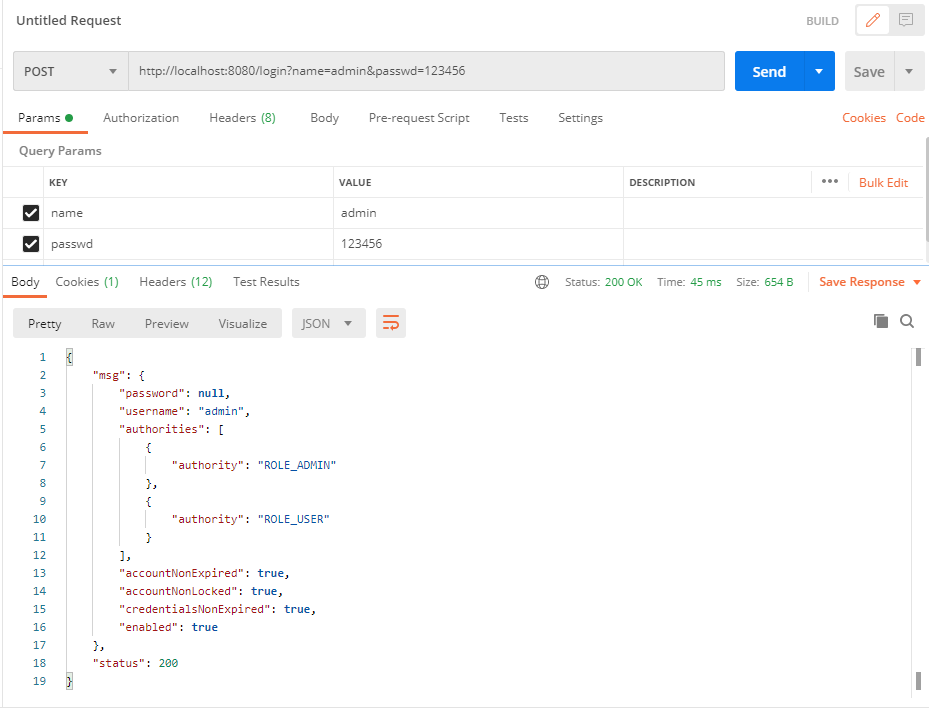 Untitled Request BUILD
POST http://localhost:8080/login?name=admin&passwd=123456 Send Save
Params Authorization Headers (8) Body Pre-request Script Tests Settings Cookies Code
Query Params
KEY VALUE DESCRIPTION ••• Bulk Edit
name admin
passwd 123456
Body Cookies (1) Headers (12) Test Results Status: 200 OK Time: 45 ms Size: 654 B Save Response
Pretty Raw Preview Visualize JSON
1 {
2 "msg": {
3 "password": null,
4 "username": "admin",
5 "authorities": [
6 {
7 "authority": "ROLE_ADMIN"
8 },
9 {
10 "authority": "ROLE_USER"
11 }
12 ],
13 "accountNonExpired": true,
14 "accountNonLocked": true,
15 "credentialsNonExpired": true,
16 "enabled": true
17 },
18 "status": 200
19 }